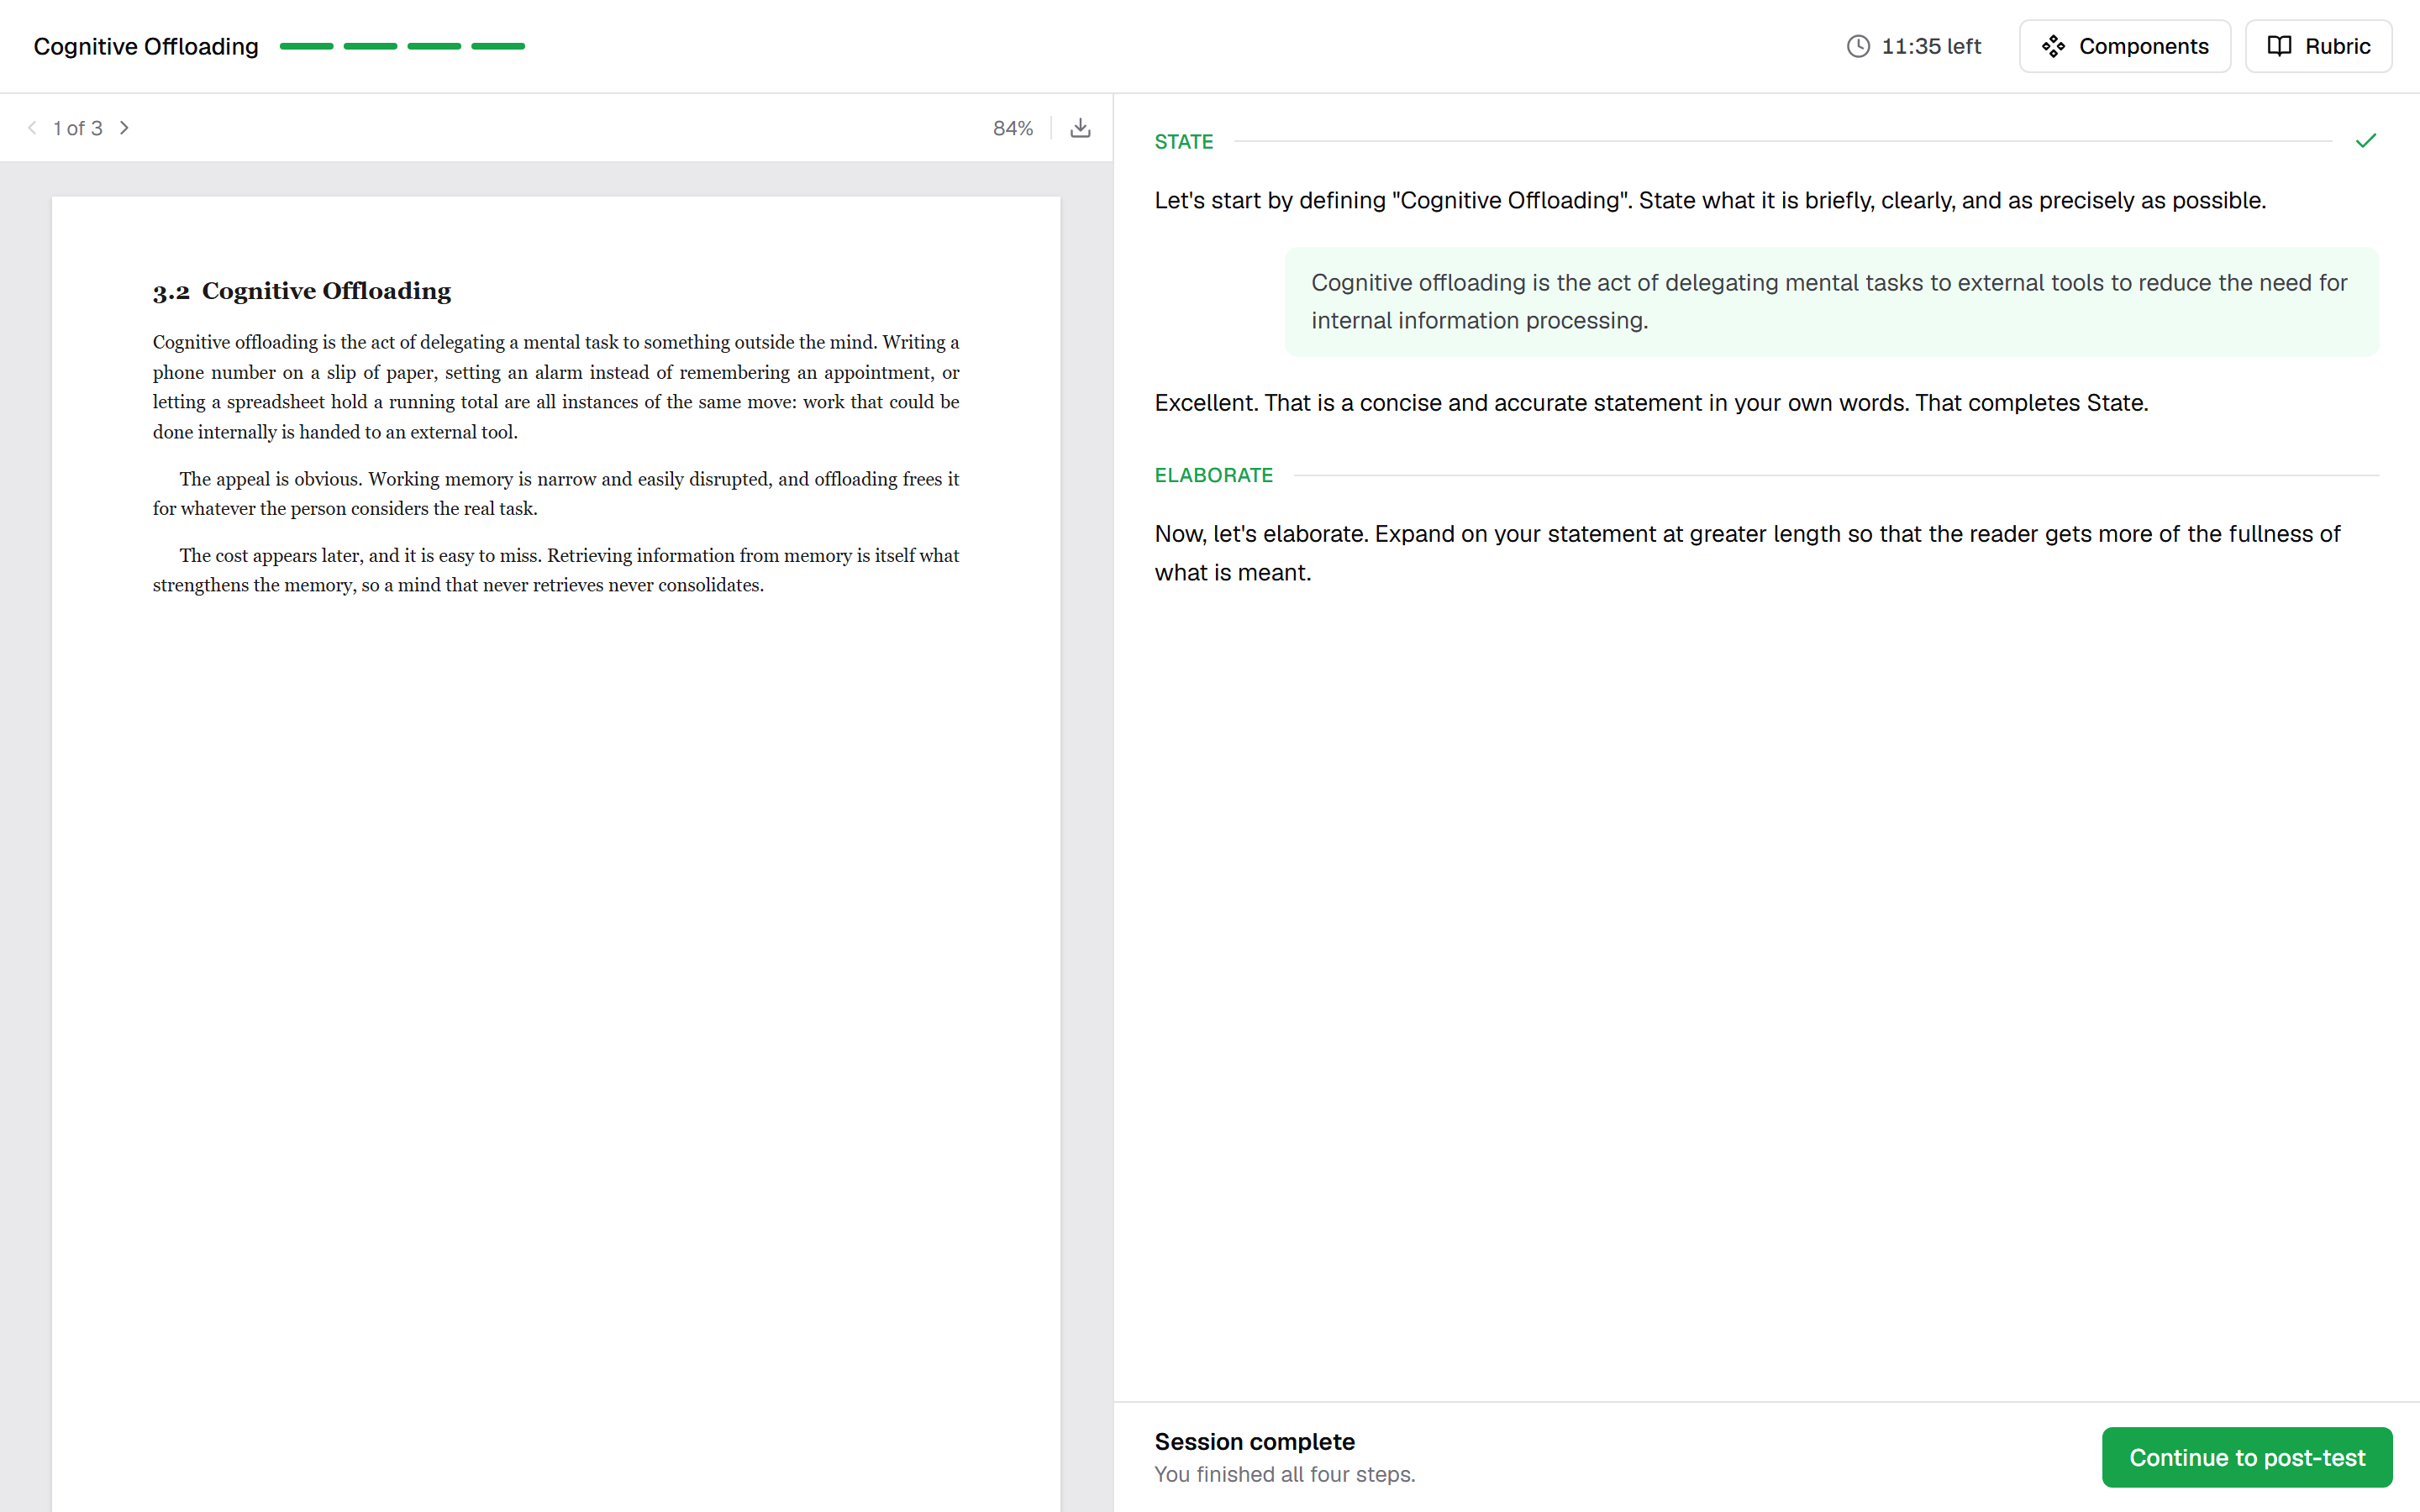 Cognitive Offloading
11:35 left
Components
Rubric
1 of 3
84%
3.2 Cognitive Offloading
Cognitive offloading is the act of delegating a mental task to something outside the mind. Writing a
phone number on a slip of paper, setting an alarm instead of remembering an appointment, or
letting a spreadsheet hold a running total are all instances of the same move: work that could be
done internally is handed to an external tool.
The appeal is obvious. Working memory is narrow and easily disrupted, and offloading frees it
for whatever the person considers the real task.
The cost appears later, and it is easy to miss. Retrieving information from memory is itself what
strengthens the memory, so a mind that never retrieves never consolidates.
STATE
Let's start by defining "Cognitive Offloading". State what it is briefly, clearly, and as precisely as possible.
Cognitive offloading is the act of delegating mental tasks to external tools to reduce the need for
internal information processing.
Excellent. That is a concise and accurate statement in your own words. That completes State.
ELABORATE
Now, let's elaborate. Expand on your statement at greater length so that the reader gets more of the fullness of
what is meant.
Session complete
You finished all four steps.
Continue to post-test